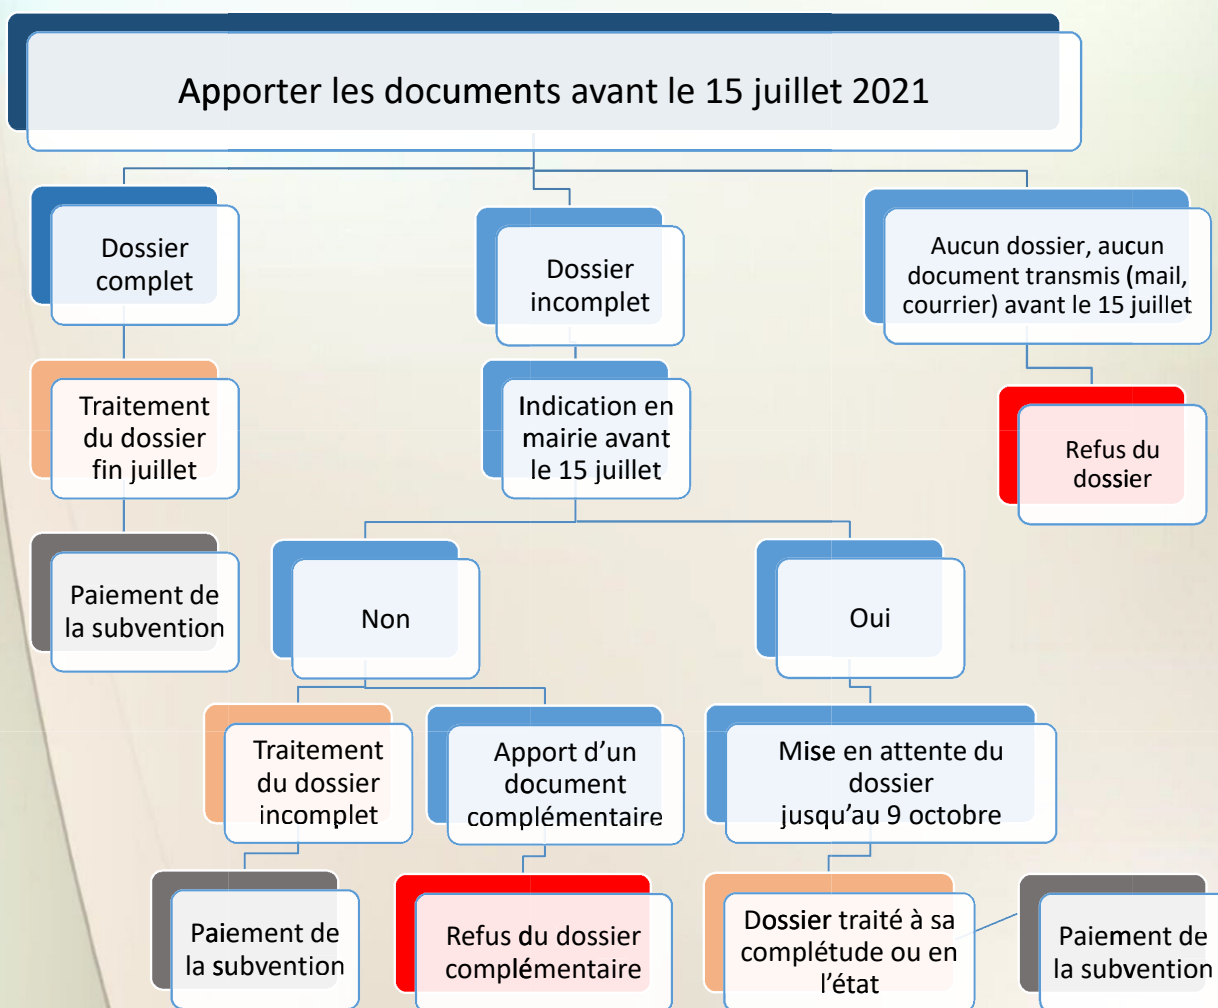 Apporter les documents avant le 15 juillet 2021
Dossier
complet
Dossier
incomplet
Aucun dossier, aucun
document transmis (mail,
courrier) avant le 15 juillet
Traitement
du dossier
fin juillet
Indication en
mairie avant
le 15 juillet
Refus du
dossier
Paiement de
la subvention
Non
Oui
Traitement
du dossier
incomplet
Apport d’un
document
complémentaire
Mise en attente du
dossier
jusqu’au 9 octobre
Paiement de
la subvention
Refus du dossier
complémentaire
Dossier traité à sa
complétude ou en
l’état
Paiement de
la subvention